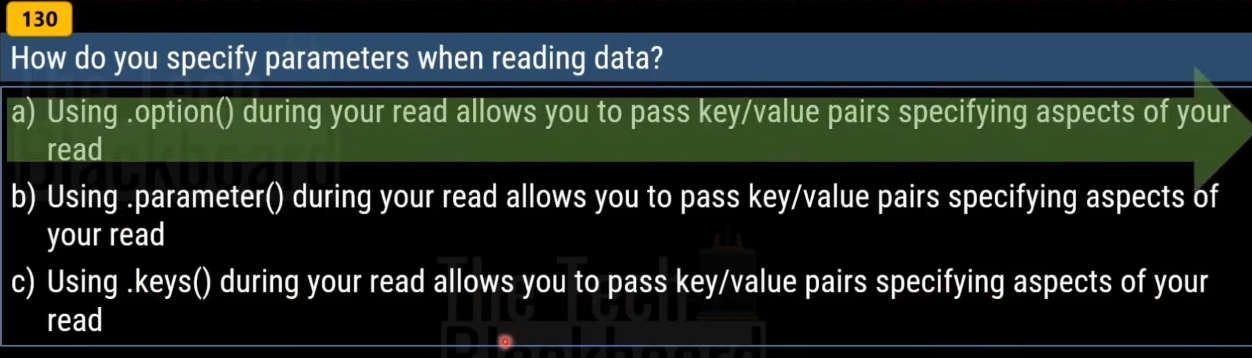 130
How do you specify parameters when reading data?
a) Using .option() during your read allows you to pass key/value pairs specifying aspects of your
read
b) Using .parameter() during your read allows you to pass key/value pairs specifying aspects of
your read
c) Using .keys() during your read allows you to pass key/value pairs specifying aspects of your
read
The Tech
Blackboard